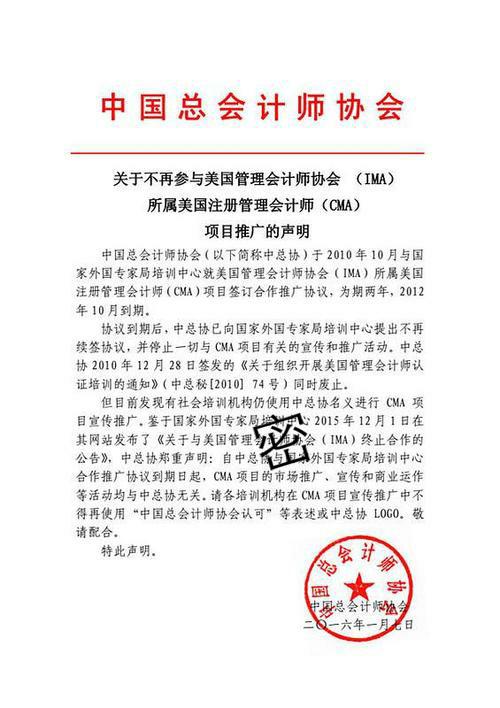 中国总会计师协会
关于不再参与美国管理会计师协会 （IMA）
所属美国注册管理会计师（CMA）
项目推广的声明
中国总会计师协会（以下简称中总协）于 2010 年 10 月与国
家外国专家局培训中心就美国管理会计师协会（IMA）所属美国
注册管理会计师（CMA）项目签订合作推广协议，为期两年，2012
年 10 月到期。
协议到期后，中总协已向国家外国专家局培训中心提出不再
续签协议，并停止一切与 CMA 项目有关的宣传和推广活动。中总
协 2010 年 12 月 28 日签发的《关于组织开展美国管理会计师认
证培训的通知》（中总秘[2010] 74 号）同时废止。
但目前发现有社会培训机构仍使用中总协名义进行 CMA 项
目宣传推广。鉴于国家外国专家局培训中心 2015 年 12 月 1 日在
其网站发布了《关于与美国管理会计师协会（IMA）终止合作的
公告》，中总协郑重声明：自中总协与国家外国专家局培训中心
合作推广协议到期日起，CMA 项目的市场推广、宣传和商业运作
等活动均与中总协无关。请各培训机构在 CMA 项目宣传推广中不
得再使用“中国总会计师协会认可”等表述或中总协 LOGO。敬
请配合。
特此声明。
密
中国总会计师协会
中国总会计师协会
二〇一六年一月七日